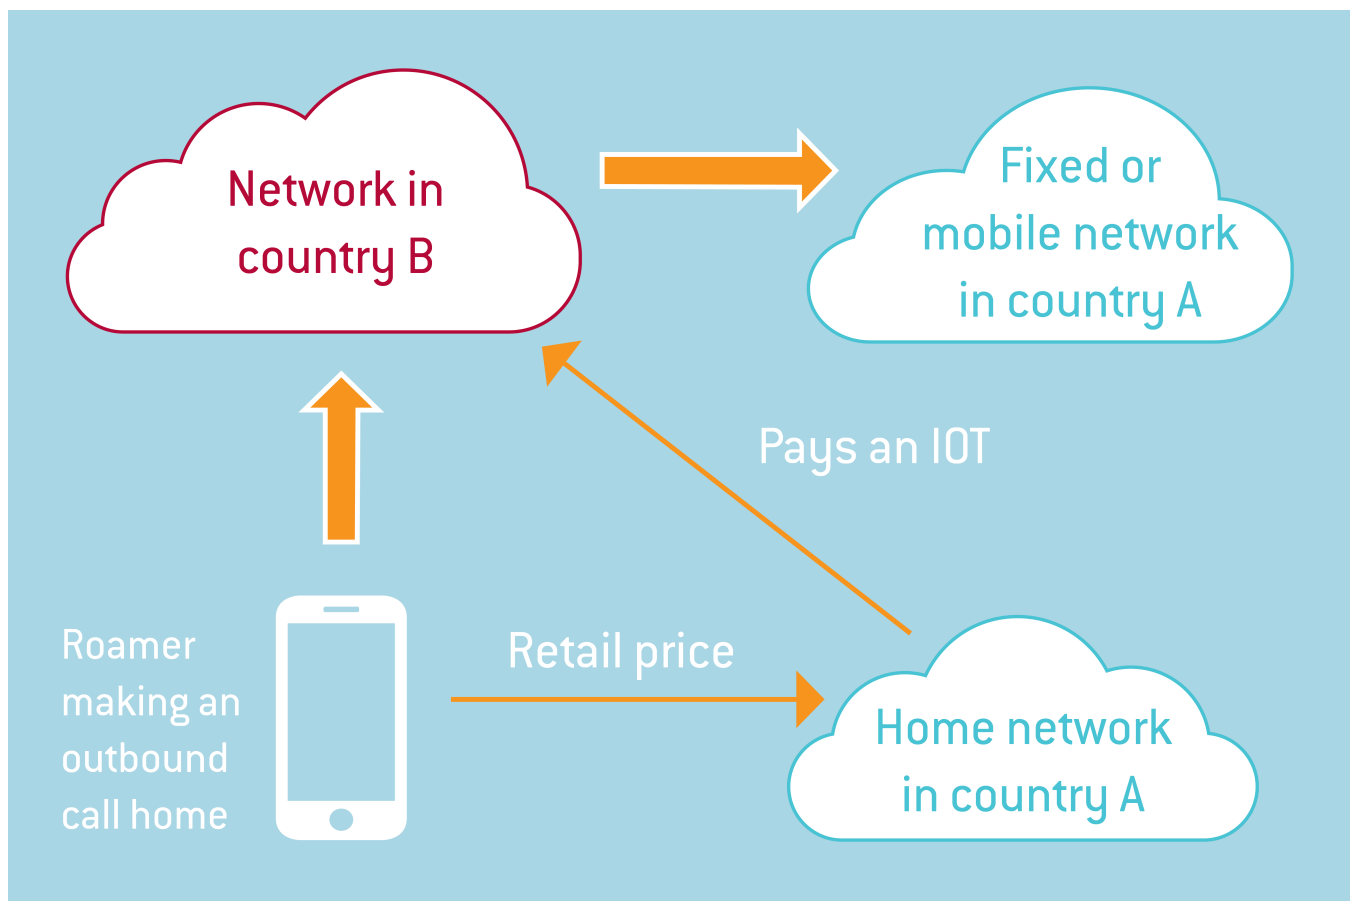 Network in
country B
Fixed or
mobile network
in country A
Pays an IOT
Roamer
making an
outbound
call home
Retail price
Home network
in country A